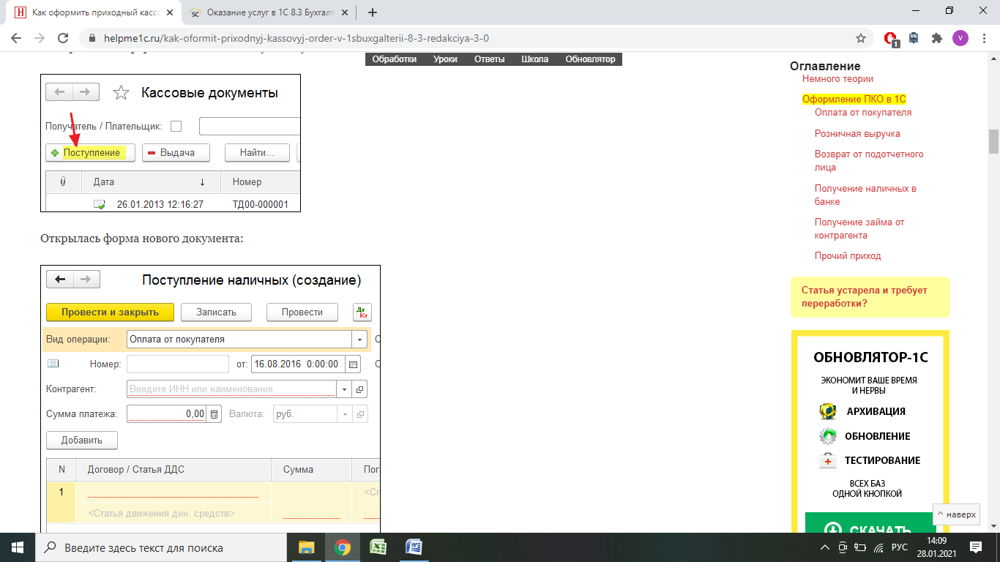 Как оформить приходный кассо
Оказание услуг в 1С 8.3 Бухгалт
helpme1c.ru/kak-oformit-prixodnyj-kassovyj-order-v-1sbuxgalterii-8-3-redakciya-3-0
1
V
Обработки Уроки Ответы Школа Обновлятор
Кассовые документы
Получатель / Плательщик:
Поступление Выдача Найти...
Дата ↓ Номер
26.01.2013 12:16:27 ТД00-000001
Открылась форма нового документа:
Поступление наличных (создание)
Провести и закрыть Записать Провести Дт Кт
Вид операции: Оплата от покупателя
Номер: от: 16.08.2016 0:00:00
Контрагент: Введите ИНН или наименование
Сумма платежа: 0,00 Валюта: руб.
Добавить
N Договор / Статья ДДС Сумма Пог
1 <Сп
<Статья движения ден. средств>
Оглавление
Немного теории
Оформление ПКО в 1С
Оплата от покупателя
Розничная выручка
Возврат от подотчетного
лица
Получение наличных в
банке
Получение займа от
контрагента
Прочий приход
Статья устарела и требует
переработки?
ОБНОВЛЯТОР-1С
ЭКОНОМИТ ВАШЕ ВРЕМЯ
И НЕРВЫ
АРХИВАЦИЯ
ОБНОВЛЕНИЕ
ТЕСТИРОВАНИЕ
ВСЕХ БАЗ
ОДНОЙ КНОПКОЙ
СКАЧАТЬ
^ наверх
Введите здесь текст для поиска
РУС
14:09
28.01.2021